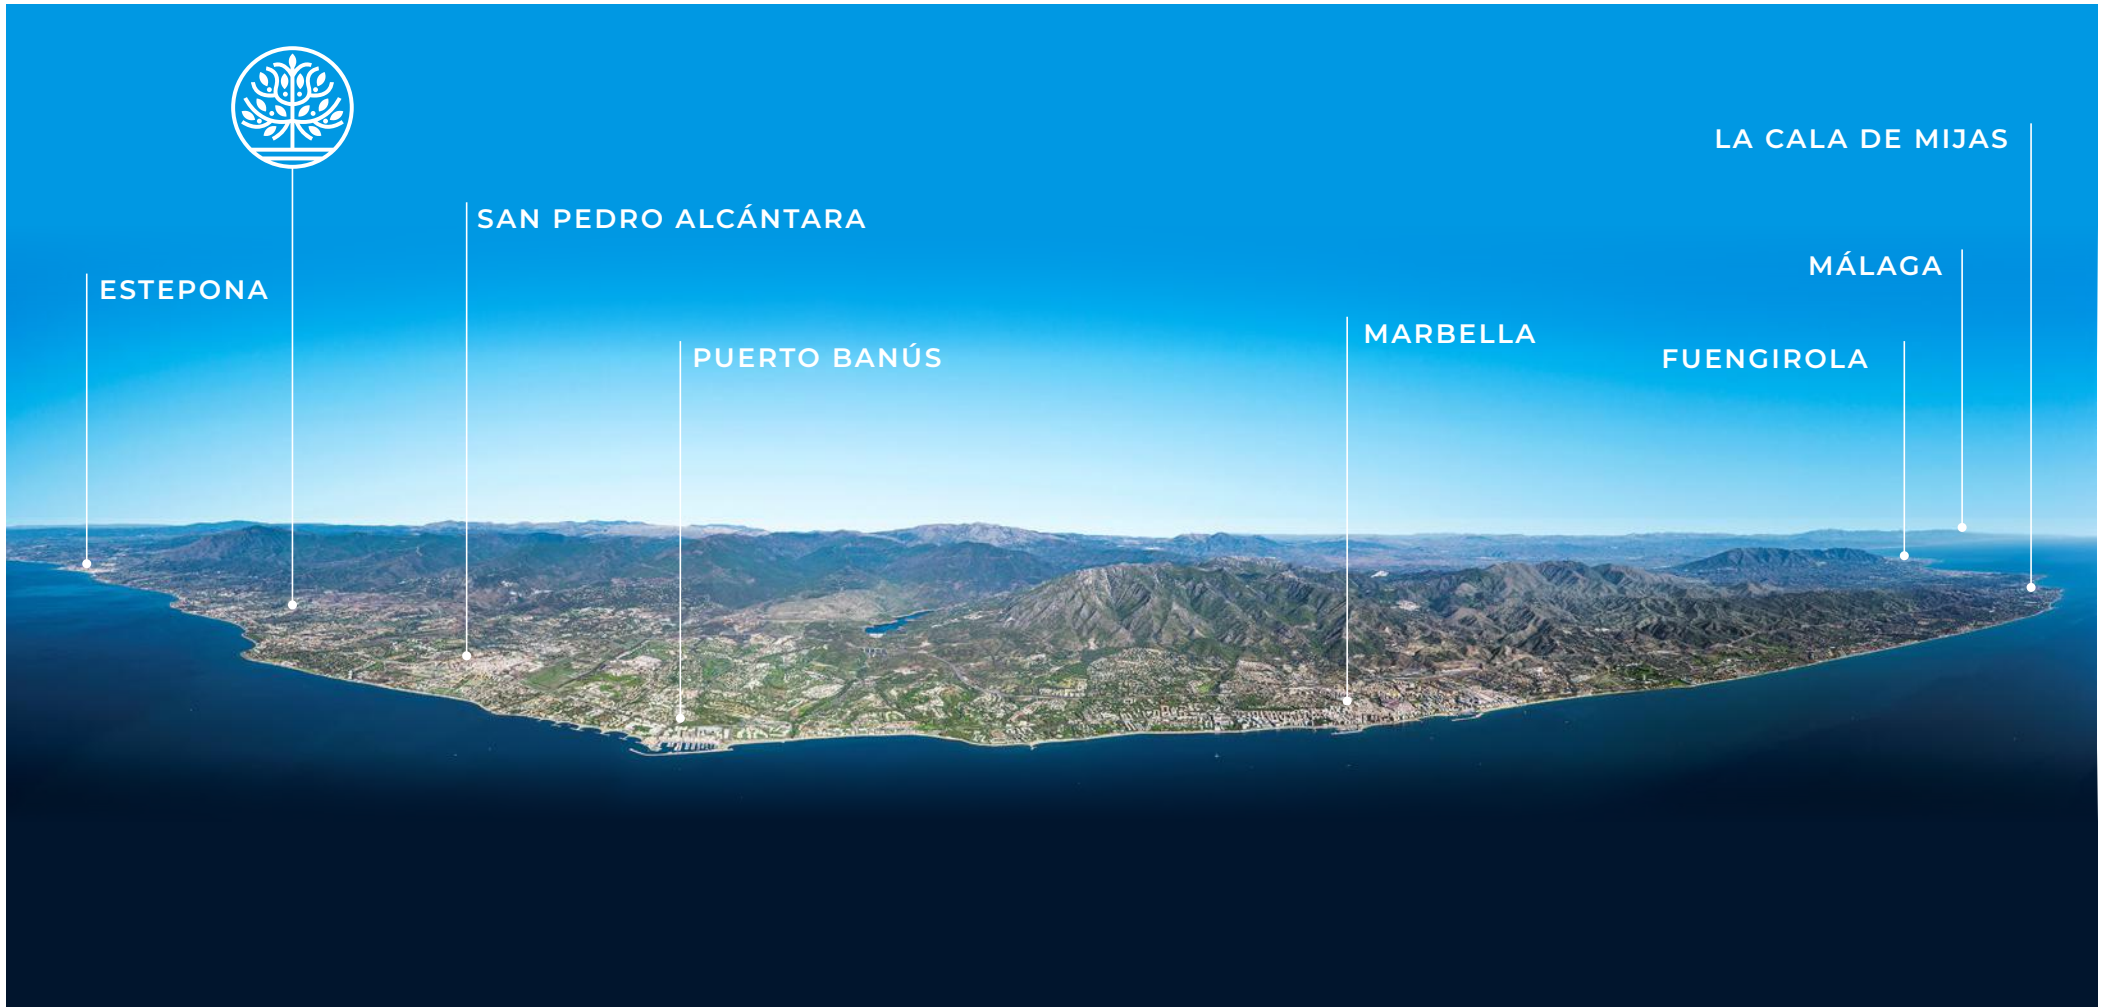 LA CALA DE MIJAS
SAN PEDRO ALCÁNTARA
MÁLAGA
ESTEPONA
MARBELLA
PUERTO BANÚS
FUENGIROLA